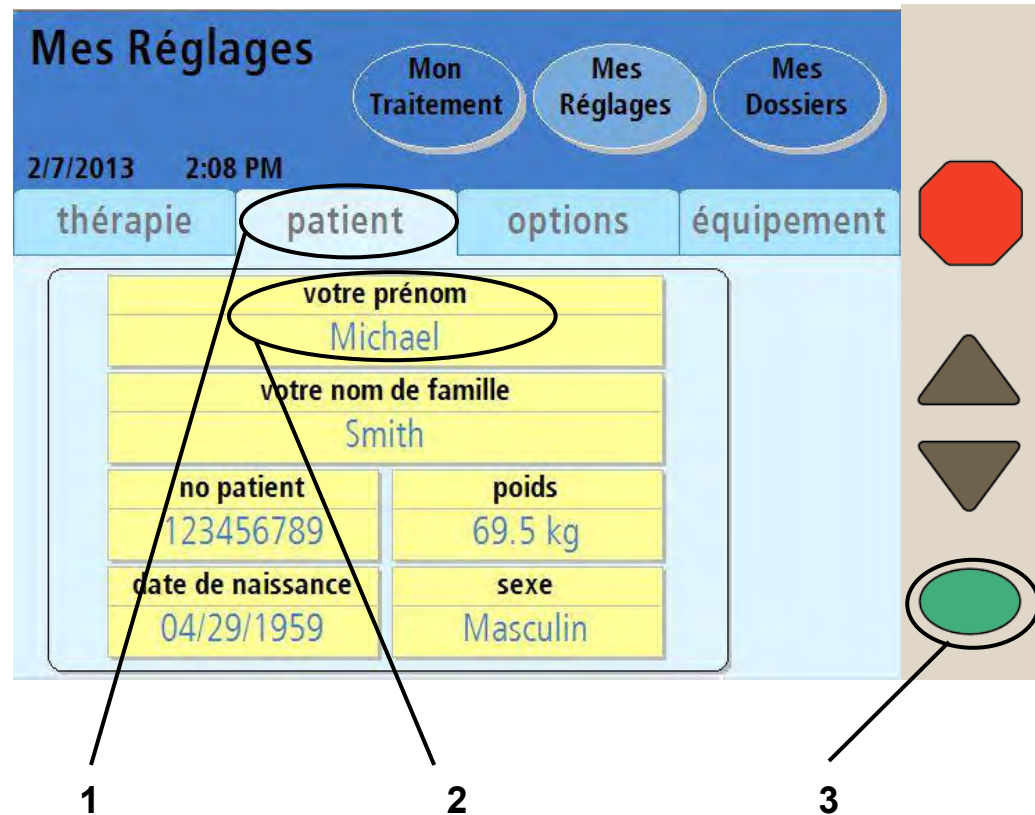 Mes Réglages
Mon
Traitement
Mes
Réglages
Mes
Dossiers
2/7/2013 2:08 PM
thérapie patient options équipement
votre prénom
Michael
votre nom de famille
Smith
no patient poids
123456789 69.5 kg
date de naissance sexe
04/29/1959 Masculin
1 2 3